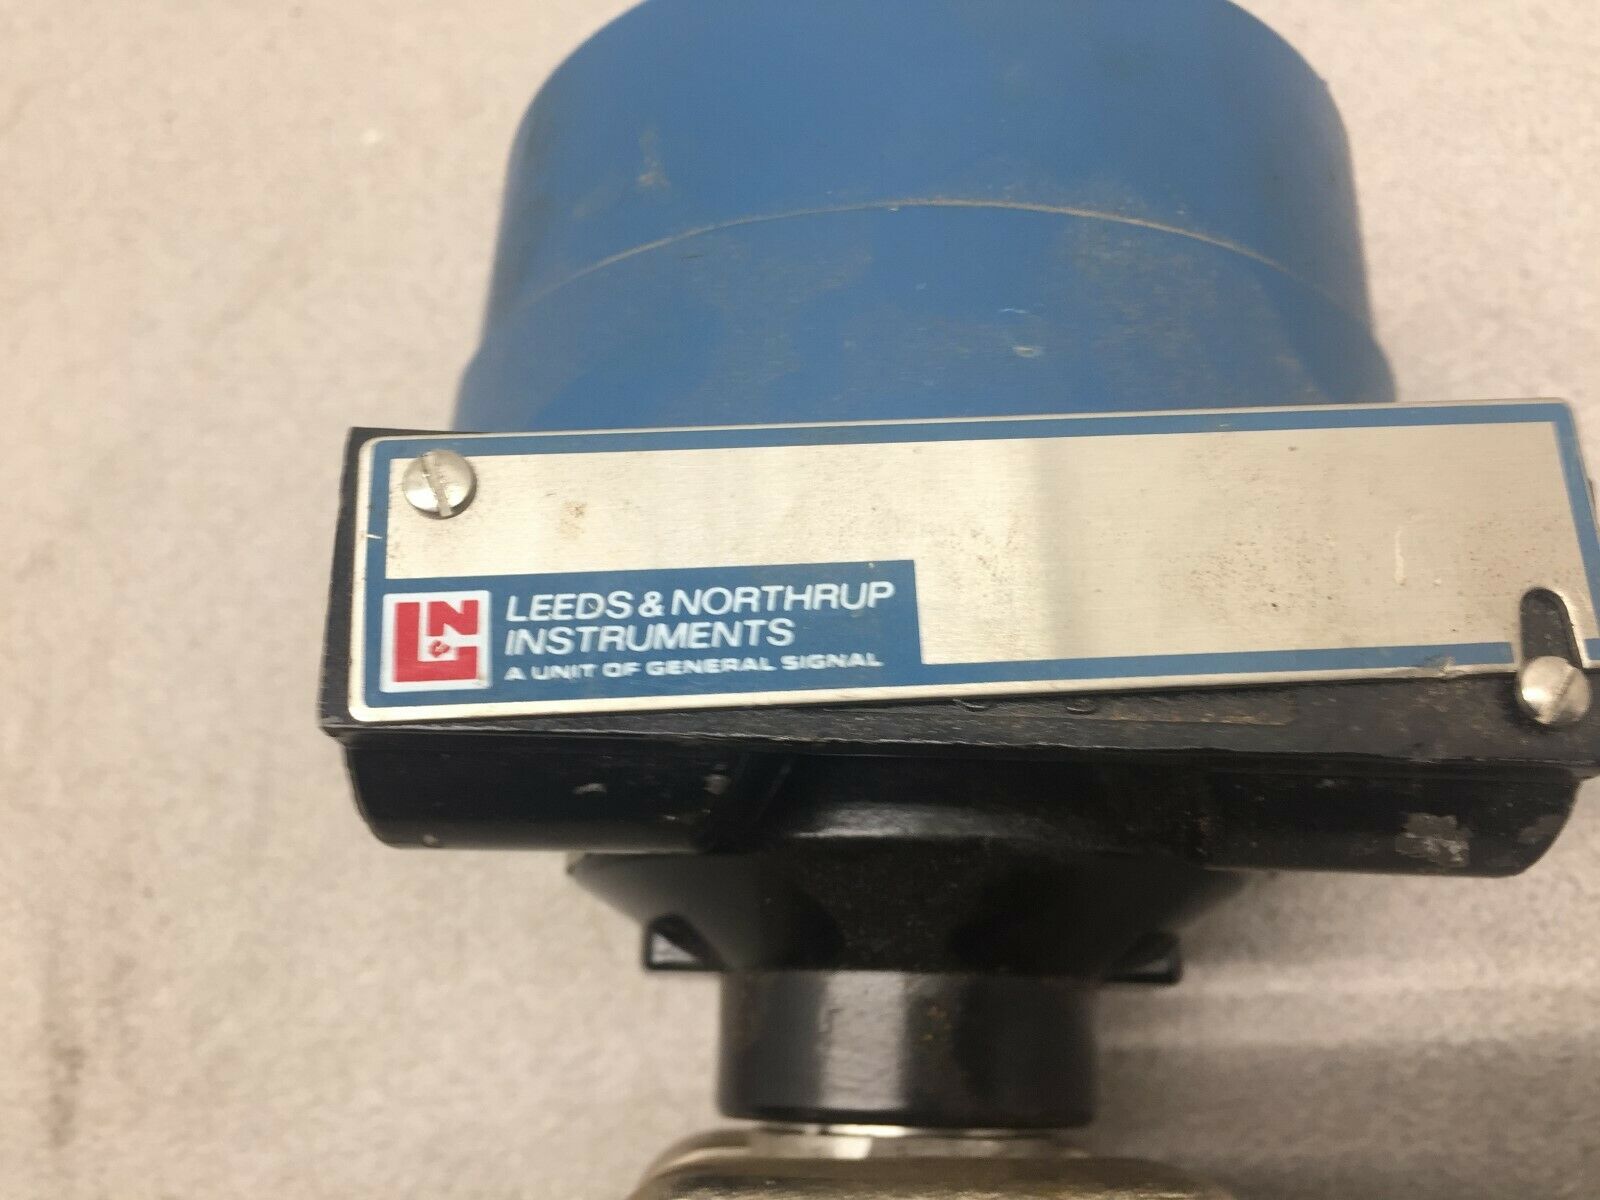 L&N
LEEDS & NORTHRUP
INSTRUMENTS
A UNIT OF GENERAL SIGNAL